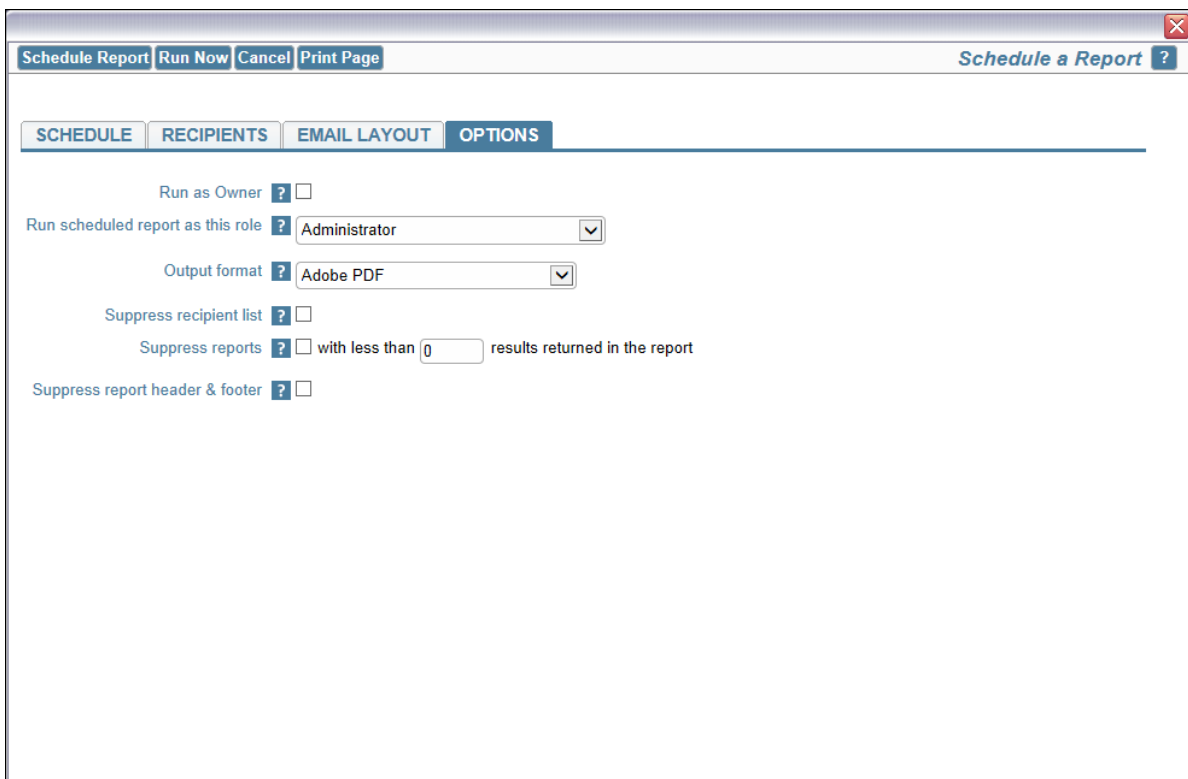 Schedule Report Run Now Cancel Print Page Schedule a Report ?
SCHEDULE RECIPIENTS EMAIL LAYOUT OPTIONS
Run as Owner ?
Run scheduled report as this role ? Administrator
Output format ? Adobe PDF
Suppress recipient list ?
Suppress reports ? with less than 0 results returned in the report
Suppress report header & footer ?